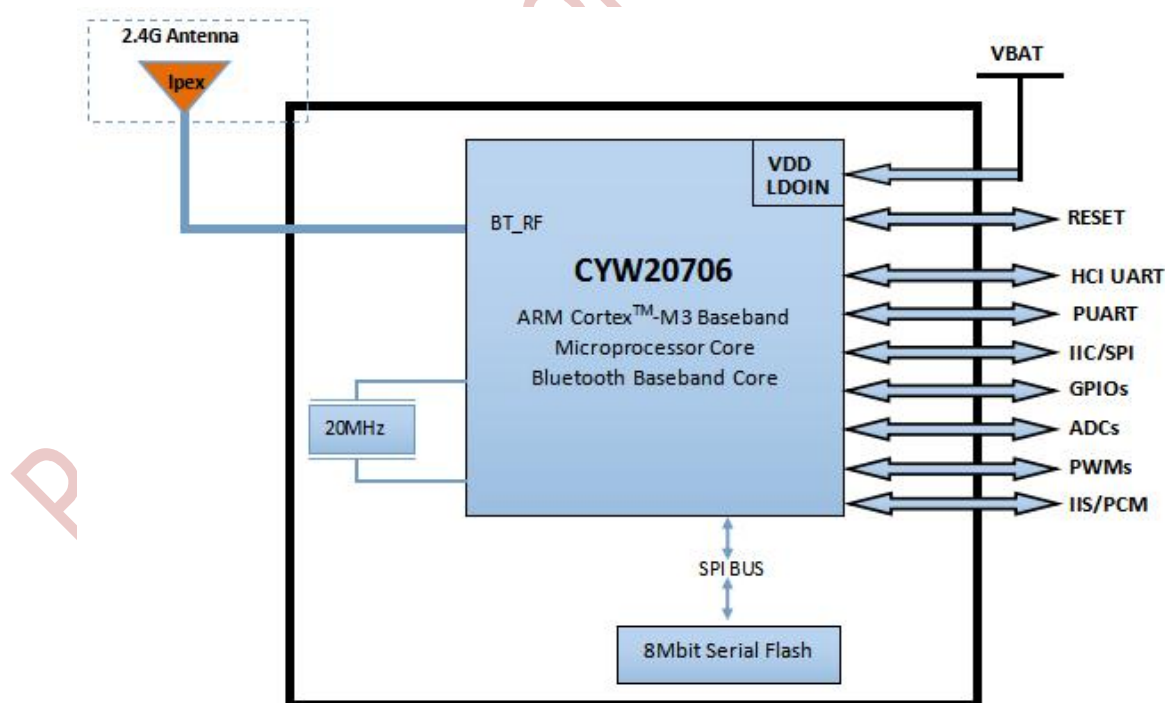 2.4G Antenna
Ipex
VBAT
VDD
LDOIN
BT_RF
CYW20706
ARM Cortex™-M3 Baseband
Microprocessor Core
Bluetooth Baseband Core
20MHz
RESET
HCI UART
PUART
IIC/SPI
GPIOs
ADCs
PWMs
IIS/PCM
SPI BUS
8Mbit Serial Flash